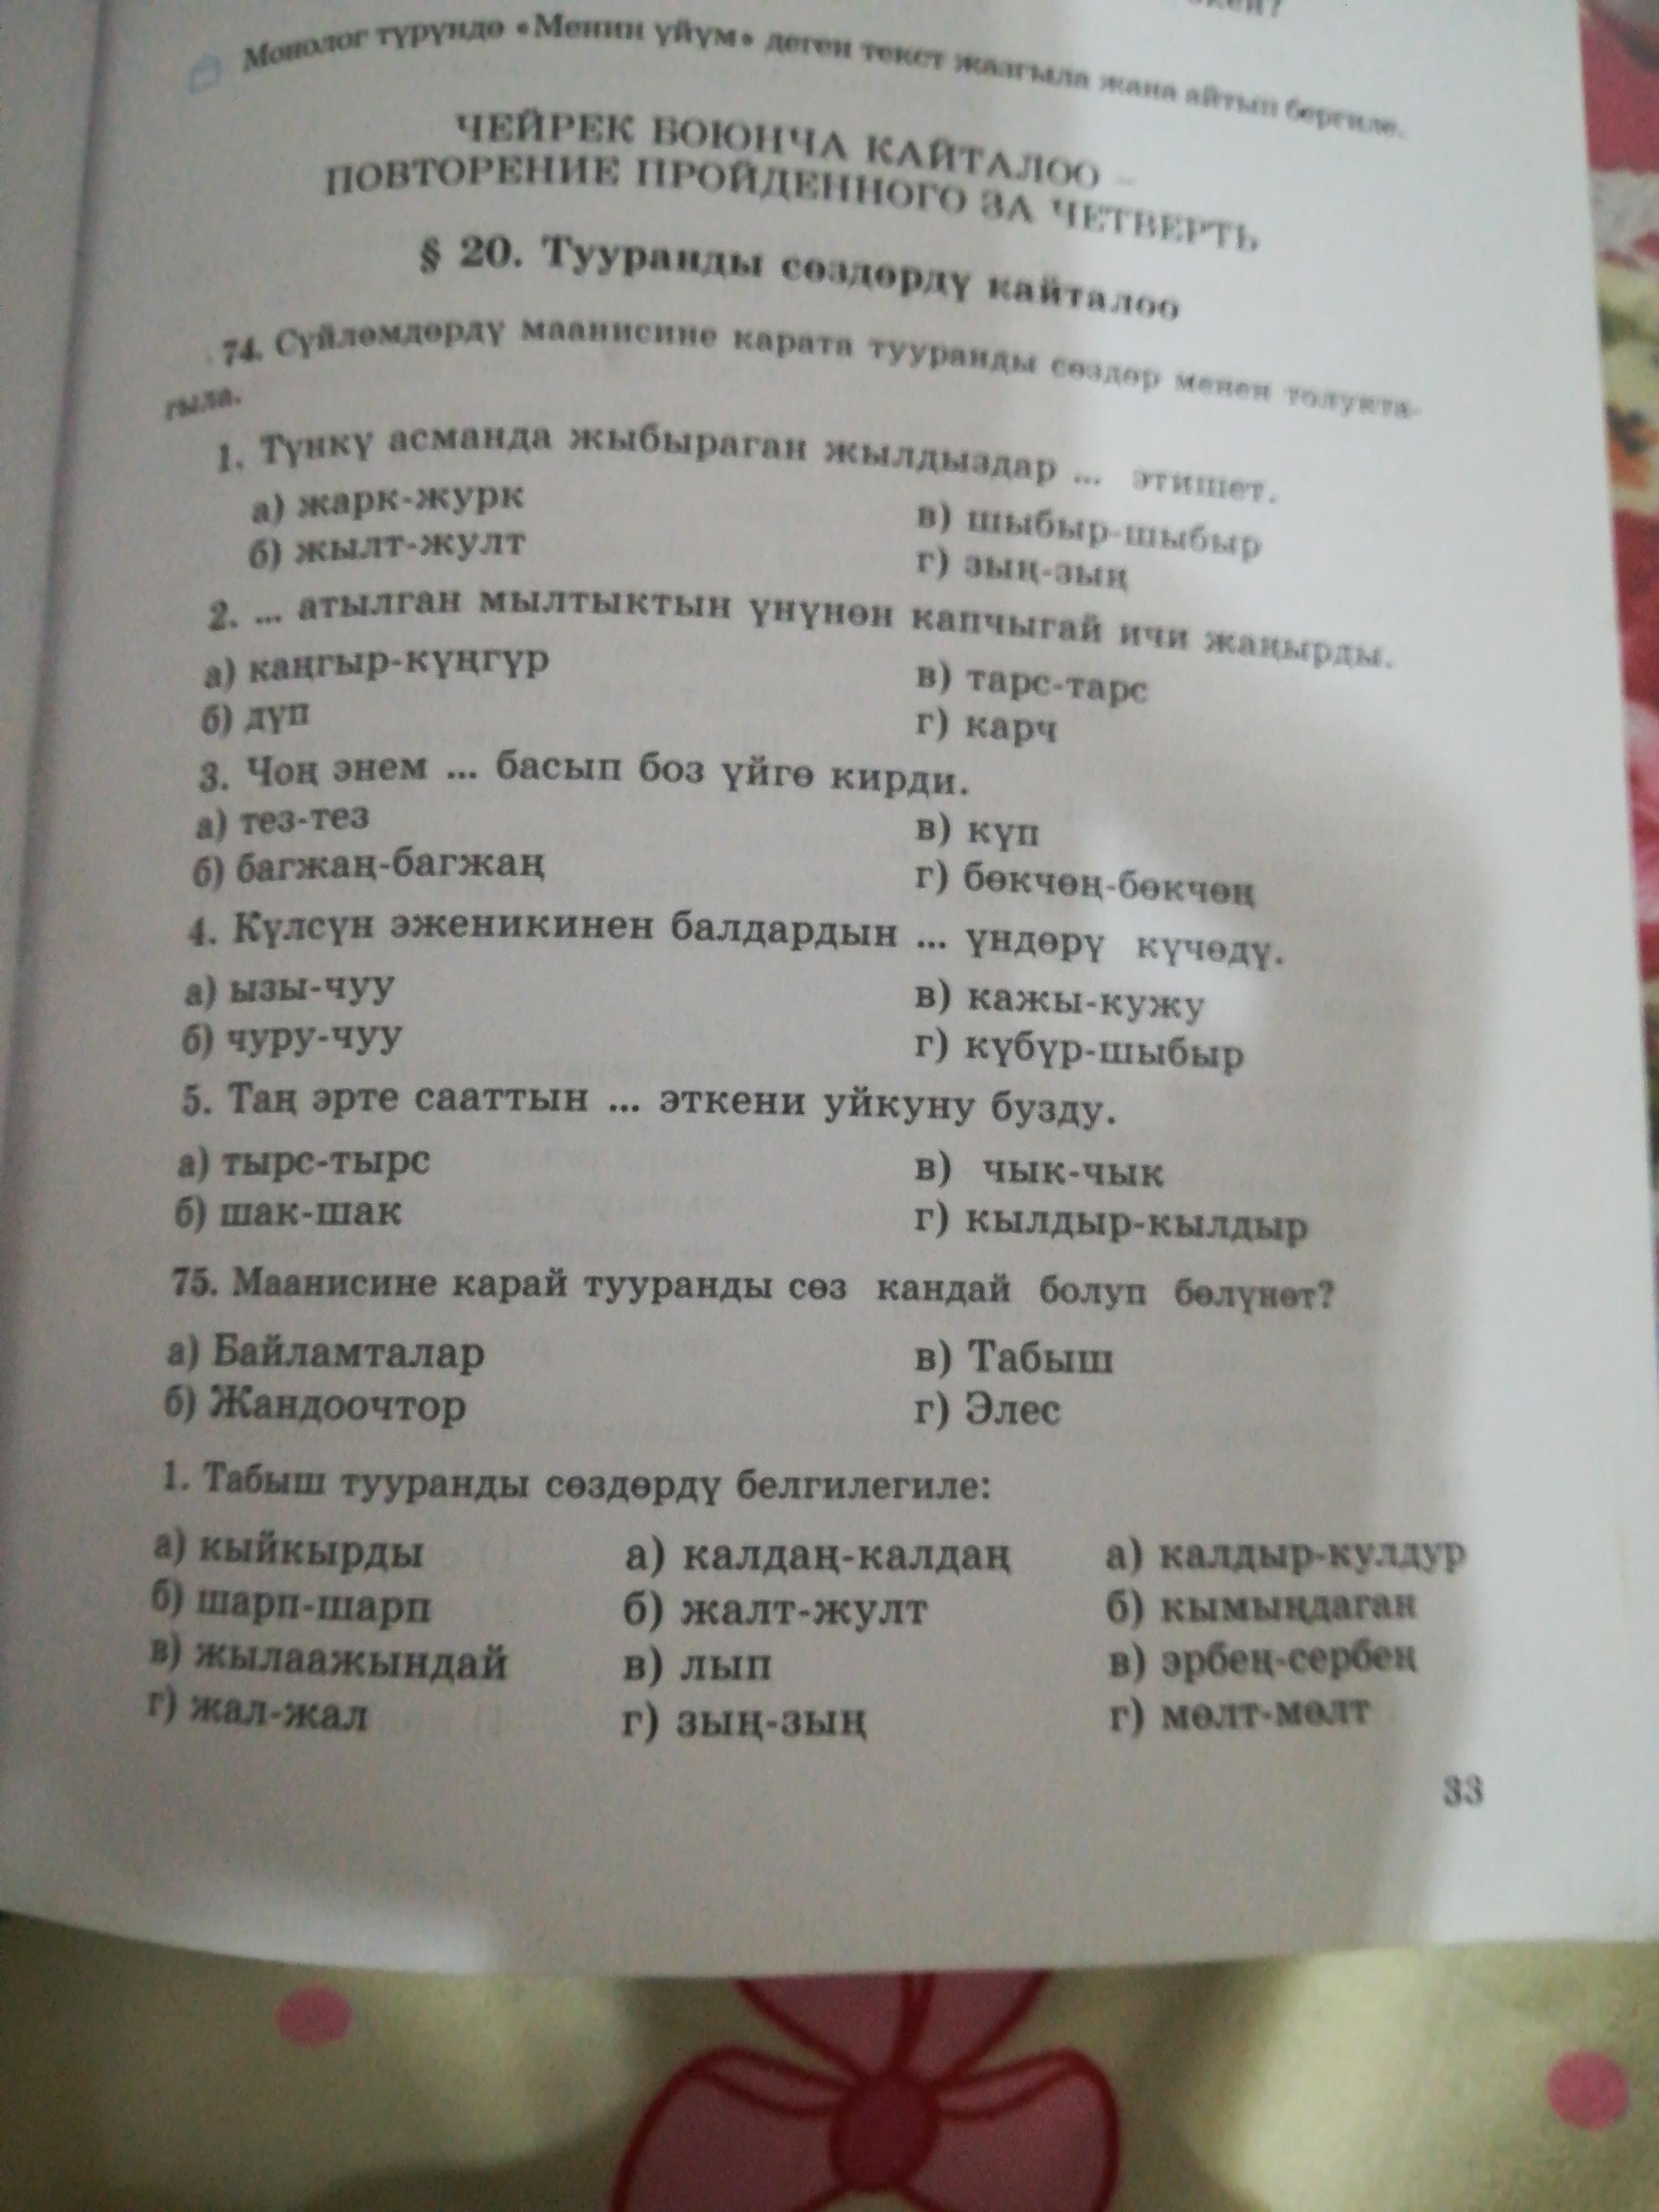 Монолог түрүндө «Менин үйүм» деген текст жазгыла жана айтып бергиле.
ЧЕЙРЕК БОЮНЧА КАЙТАЛОО –
ПОВТОРЕНИЕ ПРОЙДЕННОГО ЗА ЧЕТВЕРТЬ
§ 20. Тууранды сөздөрдү кайталоо
74. Сүйлөмдөрдү маанисине карата тууранды сөздөр менен толукта-
гыла.
1. Түнкү асманда жыбыраган жылдыздар ... этишет.
а) жарк-журк в) шыбыр-шыбыр
б) жылт-жулт г) зың-зың
2. ... атылган мылтыктын үнүнөн капчыгай ичи жаңырды.
а) каңгыр-күңгүр в) тарс-тарс
б) дүп г) карч
3. Чоң энем ... басып боз үйгө кирди.
а) тез-тез в) күп
б) багжаң-багжаң г) бөкчөң-бөкчөң
4. Күлсүн эженикинен балдардын ... үндөрү күчөдү.
а) ызы-чуу в) кажы-кужу
б) чуру-чуу г) күбүр-шыбыр
5. Таң эрте сааттын ... эткени уйкуну бузду.
а) тырс-тырс в) чык-чык
б) шак-шак г) кылдыр-кылдыр
75. Маанисине карай тууранды сөз кандай болуп бөлүнөт?
а) Байламталар в) Табыш
б) Жандоочтор г) Элес
1. Табыш тууранды сөздөрдү белгилегиле:
а) кыйкырды а) калдаң-калдаң а) калдыр-кулдур
б) шарп-шарп б) жалт-жулт б) кымыңдаган
в) жылаажындай в) лып в) эрбең-сербең
г) жал-жал г) зың-зың г) мөлт-мөлт
33